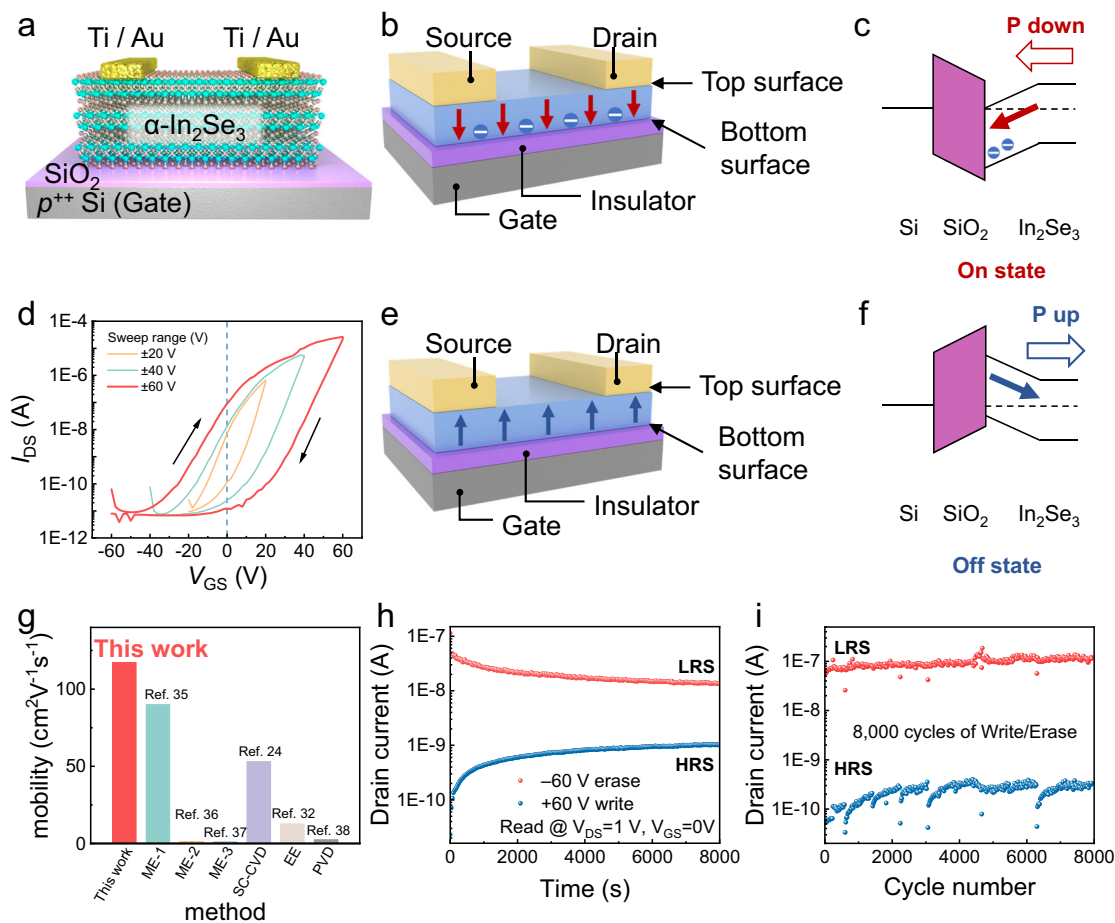 a
Ti / Au
Ti / Au
α-In2Se3
SiO2
p++ Si (Gate)
b
Source
Drain
Top surface
Bottom
surface
Insulator
Gate
c
P down
Si
SiO2
In2Se3
On state
d
1E-4
1E-6
1E-8
1E-10
1E-12
IDS (A)
Sweep range (V)
±20 V
±40 V
±60 V
-60
-40
-20
0
20
40
60
VGS (V)
e
Source
Drain
Top surface
Bottom
surface
Insulator
Gate
f
P up
Si
SiO2
In2Se3
Off state
g
This work
mobility (cm2V-1s-1)
100
50
0
Ref. 35
Ref. 36
Ref. 37
Ref. 24
Ref. 32
Ref. 38
This work
ME-1
ME-2
ME-3
SC-CVD
EE
PVD
method
h
Drain current (A)
1E-7
1E-8
1E-9
1E-10
LRS
HRS
–60 V erase
+60 V write
Read @ VDS=1 V, VGS=0V
0
2000
4000
6000
8000
Time (s)
i
Drain current (A)
1E-6
1E-7
1E-8
1E-9
1E-10
LRS
8,000 cycles of Write/Erase
HRS
0
2000
4000
6000
8000
Cycle number